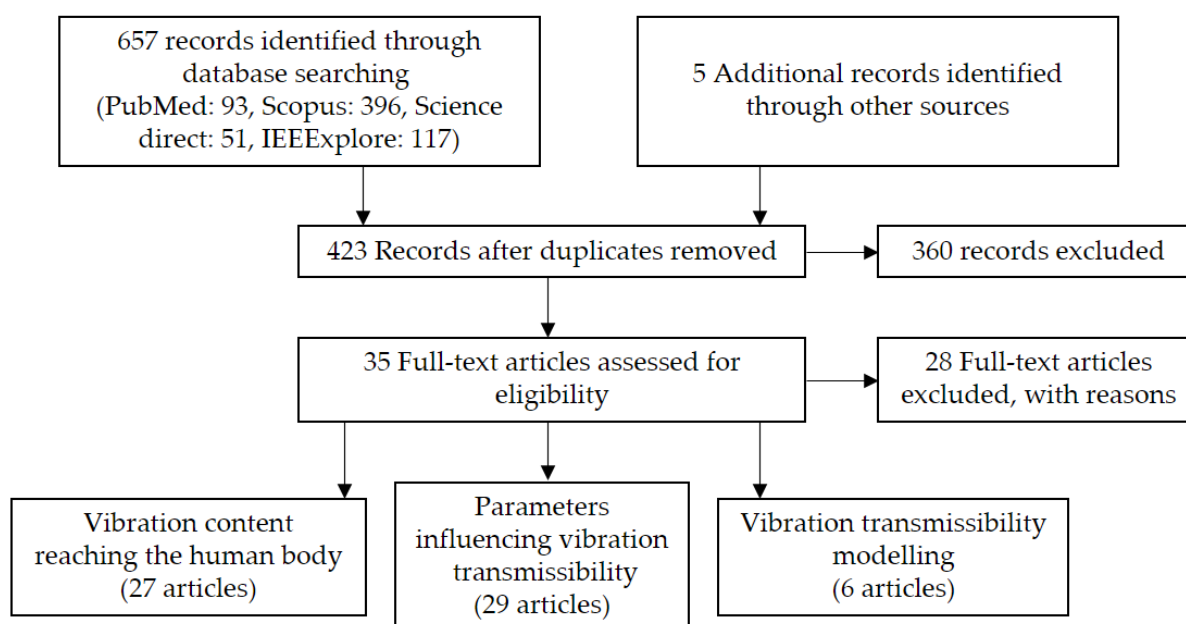 657 records identified through
database searching
(PubMed: 93, Scopus: 396, Science
direct: 51, IEEExplore: 117)
5 Additional records identified
through other sources
423 Records after duplicates removed
360 records excluded
35 Full-text articles assessed for
eligibility
28 Full-text articles
excluded, with reasons
Vibration content
reaching the human body
(27 articles)
Parameters
influencing vibration
transmissibility
(29 articles)
Vibration transmissibility
modelling
(6 articles)